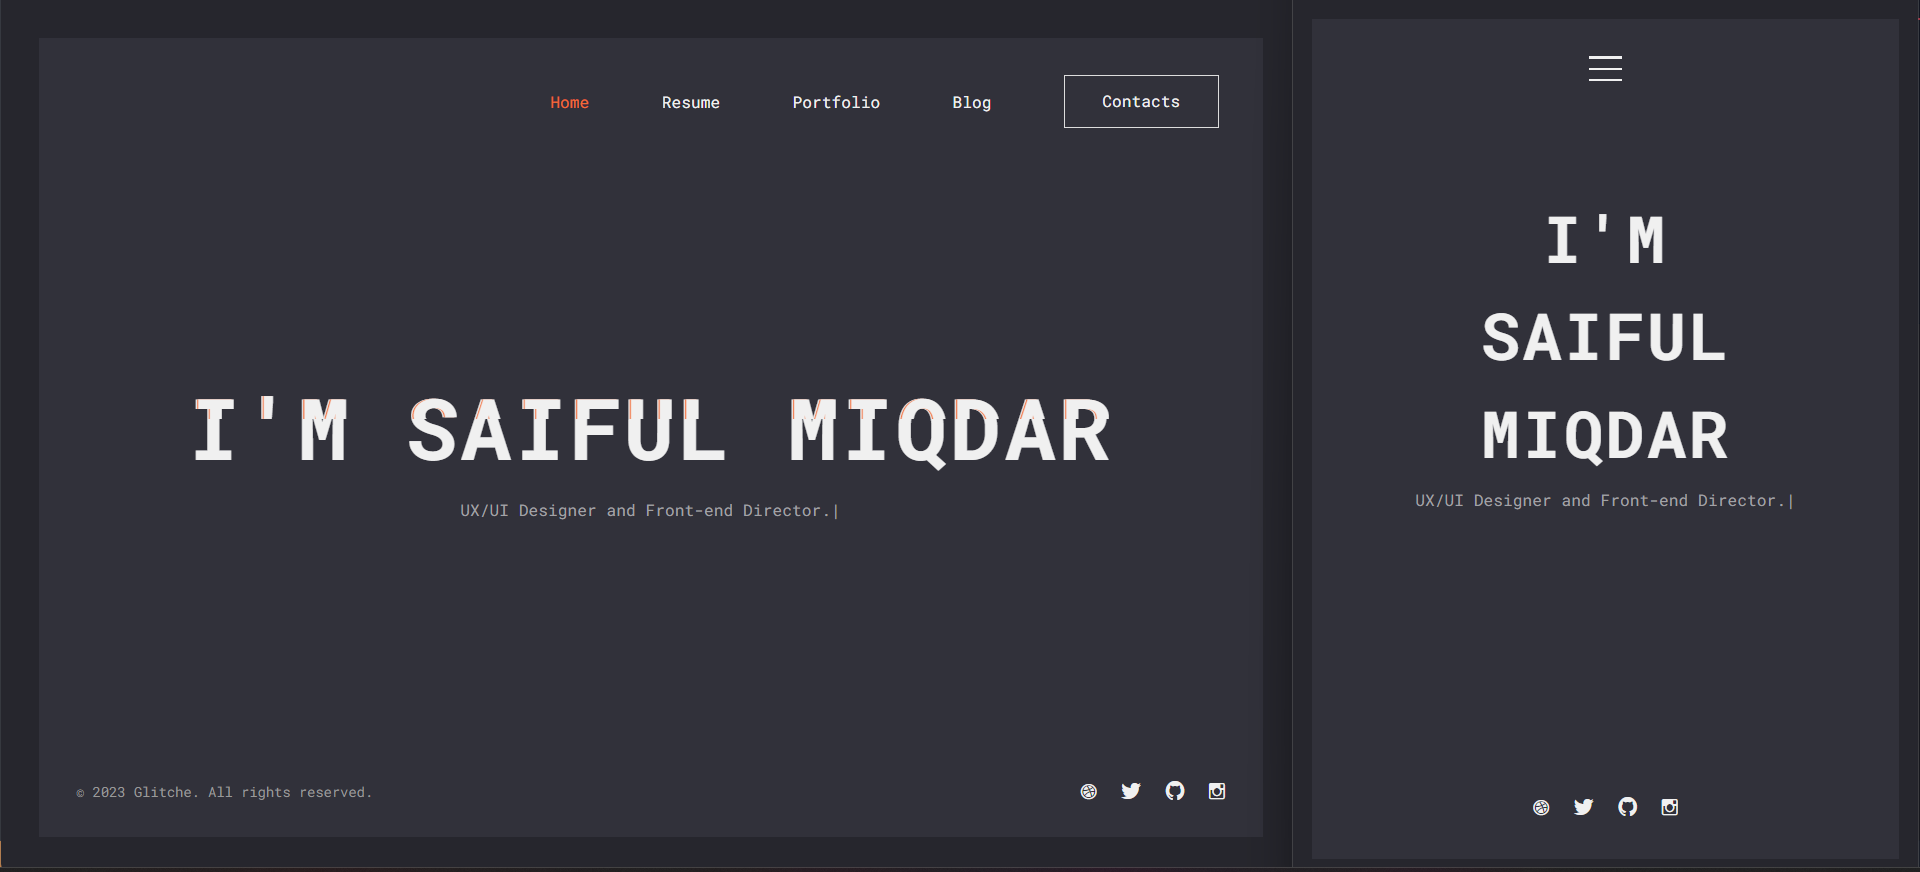 Home Resume Portfolio Blog Contacts
I'M SAIFUL MIQDAR
UX/UI Designer and Front-end Director.|
© 2023 Glitche. All rights reserved.
I'M
SAIFUL
MIQDAR
UX/UI Designer and Front-end Director.|